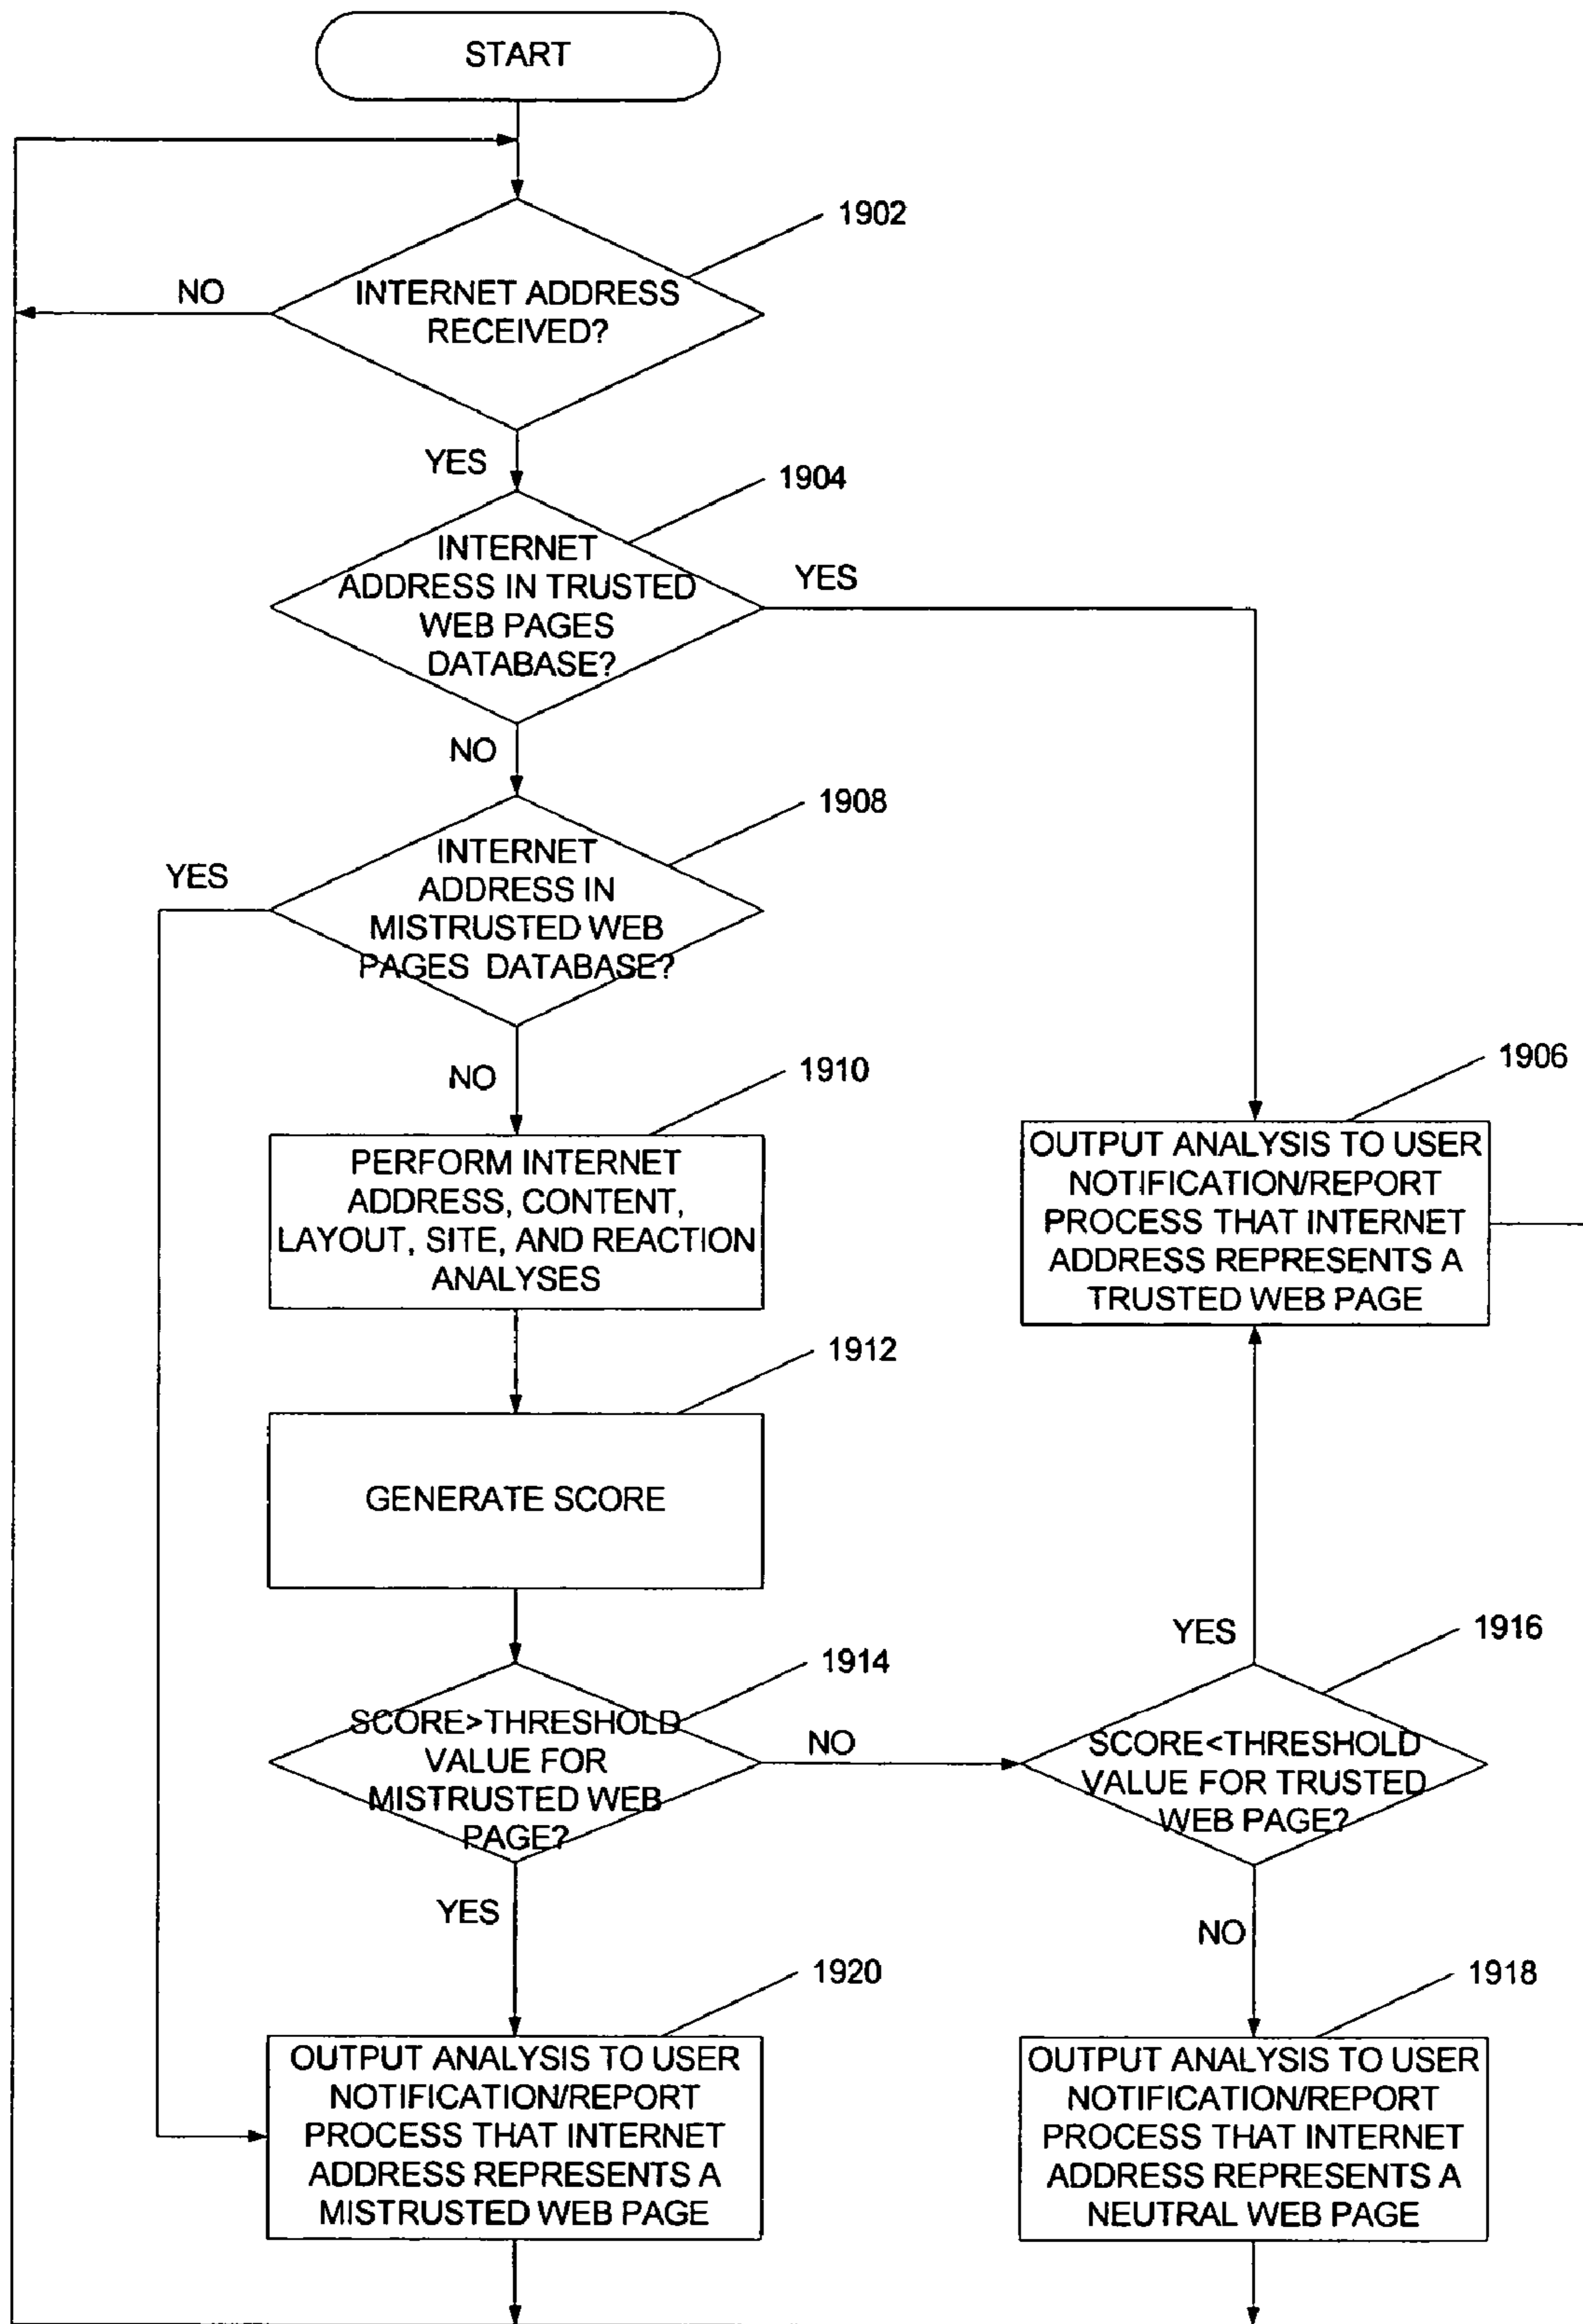 START
1902
NO
INTERNET ADDRESS
RECEIVED?
YES
1904
INTERNET
ADDRESS IN TRUSTED
WEB PAGES
DATABASE?
YES
NO
1908
INTERNET
ADDRESS IN
MISTRUSTED WEB
PAGES DATABASE?
YES
NO
1910
PERFORM INTERNET
ADDRESS, CONTENT,
LAYOUT, SITE, AND REACTION
ANALYSES
1906
OUTPUT ANALYSIS TO USER
NOTIFICATION/REPORT
PROCESS THAT INTERNET
ADDRESS REPRESENTS A
TRUSTED WEB PAGE
1912
GENERATE SCORE
1914
SCORE>THRESHOLD
VALUE FOR
MISTRUSTED WEB
PAGE?
NO
YES
1916
SCORE<THRESHOLD
VALUE FOR TRUSTED
WEB PAGE?
YES
NO
1920
OUTPUT ANALYSIS TO USER
NOTIFICATION/REPORT
PROCESS THAT INTERNET
ADDRESS REPRESENTS A
MISTRUSTED WEB PAGE
1918
OUTPUT ANALYSIS TO USER
NOTIFICATION/REPORT
PROCESS THAT INTERNET
ADDRESS REPRESENTS A
NEUTRAL WEB PAGE